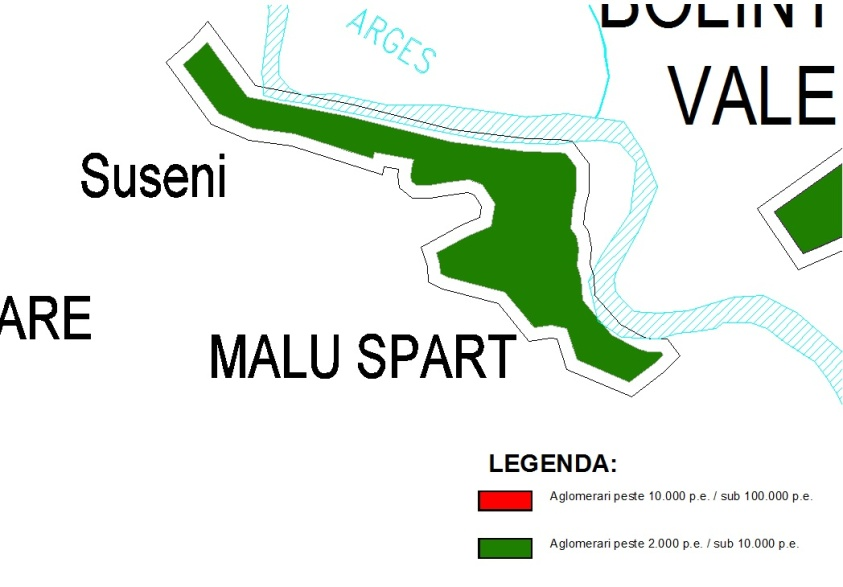 ARGES
VALE
Suseni
ARE
MALU SPART
LEGENDA:
Aglomerari peste 10.000 p.e. / sub 100.000 p.e.
Aglomerari peste 2.000 p.e. / sub 10.000 p.e.